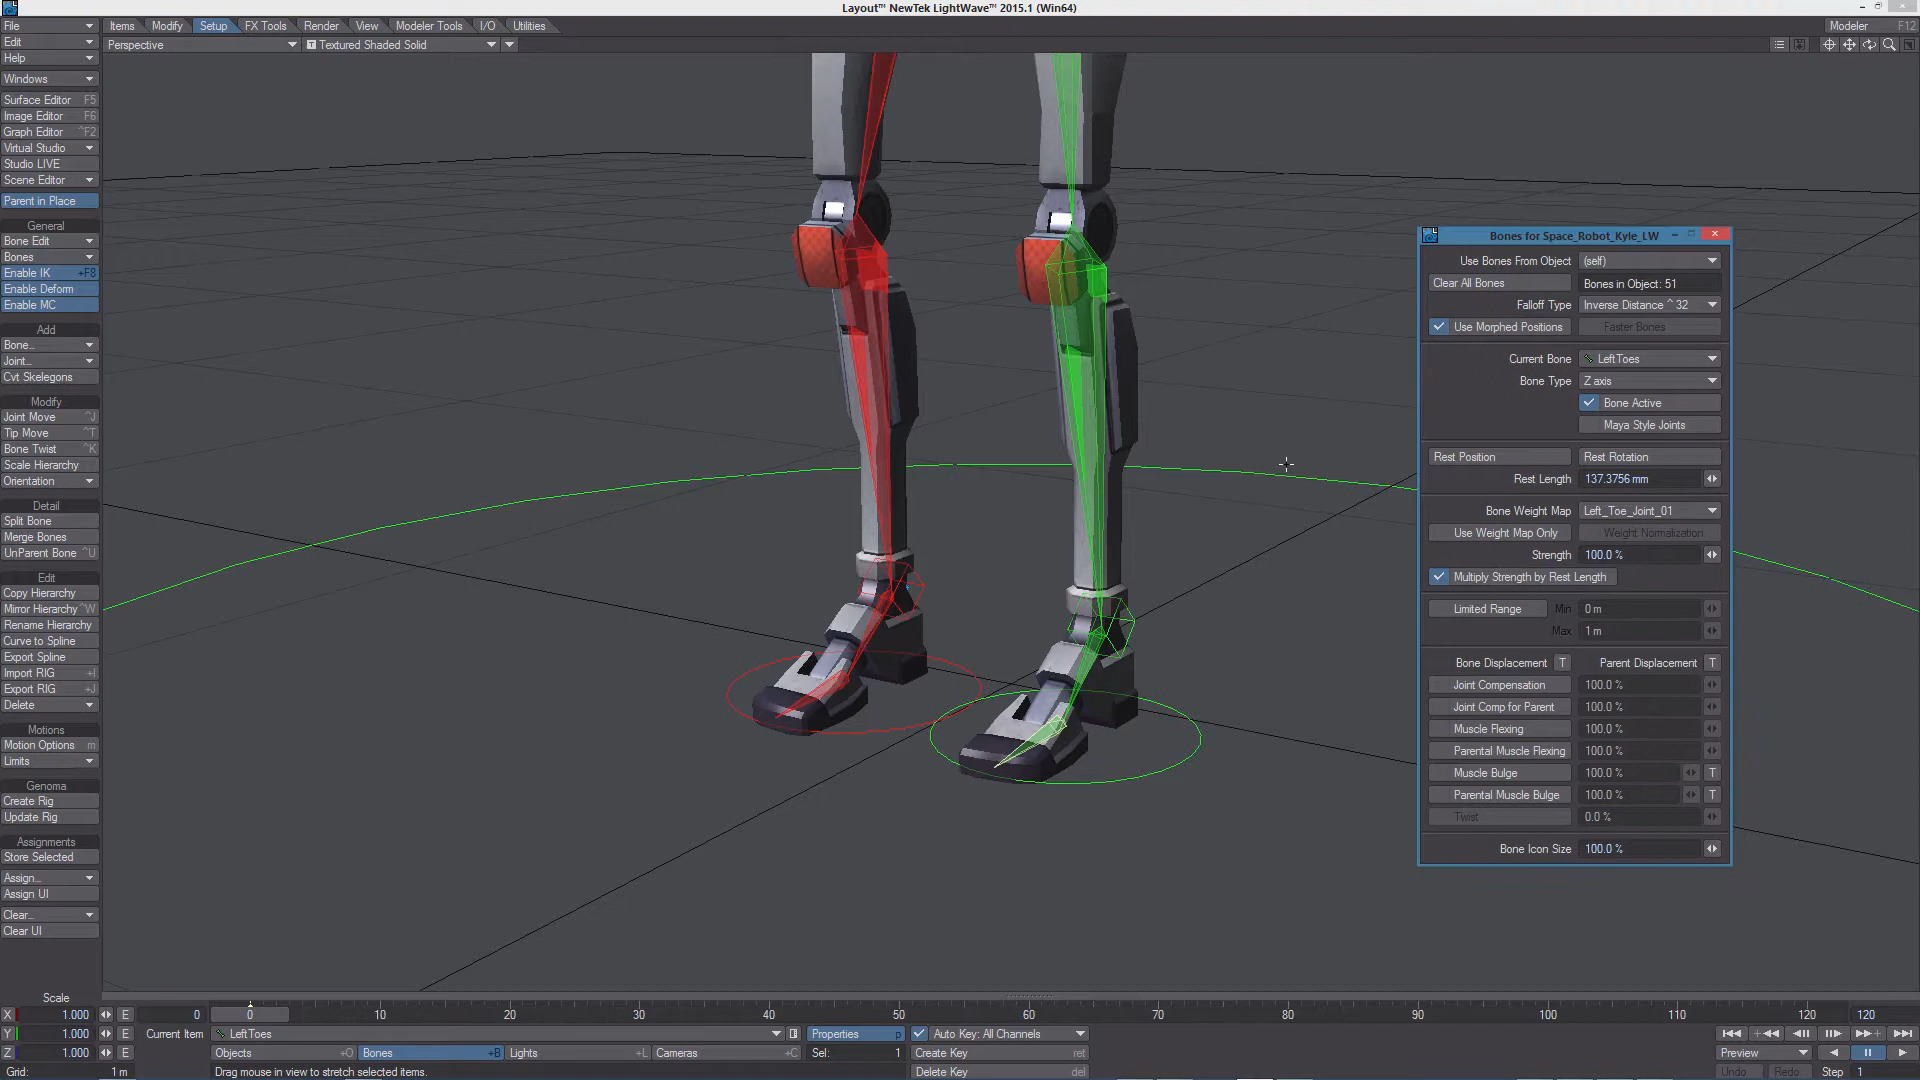 Layout™ NewTek LightWave™ 2015.1 (Win64)
File
Items Modify Setup FX Tools Render View Modeler Tools I/O Utilities
Modeler F12
Edit
Perspective
T Textured Shaded Solid
Help
Windows
Surface Editor F5
Image Editor F6
Graph Editor ^F2
Virtual Studio
Studio LIVE
Scene Editor
Parent in Place
General
Bone Edit
Bones
Enable IK +F8
Enable Deform
Enable MC
Add
Bone...
Joint...
Cvt Skelegons
Modify
Joint Move ^J
Tip Move ^T
Bone Twist ^K
Scale Hierarchy
Orientation
Detail
Split Bone
Merge Bones
UnParent Bone ^U
Edit
Copy Hierarchy
Mirror Hierarchy ^W
Rename Hierarchy
Curve to Spline
Export Spline
Import RIG +I
Export RIG +J
Delete
Motions
Motion Options m
Limits
Genoma
Create Rig
Update Rig
Assignments
Store Selected
Assign...
Assign UI
Clear...
Clear UI
Bones for Space_Robot_Kyle_LW
Use Bones From Object (self)
Clear All Bones Bones in Object: 51
Falloff Type Inverse Distance ^ 32
Use Morphed Positions Faster Bones
Current Bone LeftToes
Bone Type Z axis
Bone Active
Maya Style Joints
Rest Position Rest Rotation
Rest Length 137.3756 mm
Bone Weight Map Left_Toe_Joint_01
Use Weight Map Only Weight Normalization
Strength 100.0 %
Multiply Strength by Rest Length
Limited Range Min 0 m
Max 1 m
Bone Displacement T Parent Displacement T
Joint Compensation 100.0 %
Joint Comp for Parent 100.0 %
Muscle Flexing 100.0 %
Parental Muscle Flexing 100.0 %
Muscle Bulge 100.0 % T
Parental Muscle Bulge 100.0 % T
Twist 0.0 %
Bone Icon Size 100.0 %
Scale
X 1.000 E 0 0 10 20 30 40 50 60 70 80 90 100 110 120 120
Y 1.000 E Current Item LeftToes Properties p Auto Key: All Channels
Z 1.000 E Objects +O Bones +B Lights +L Cameras +C Sel: 1 Create Key ret Preview
Grid: 1 m Drag mouse in view to stretch selected items. Delete Key del Undo Redo Step 1